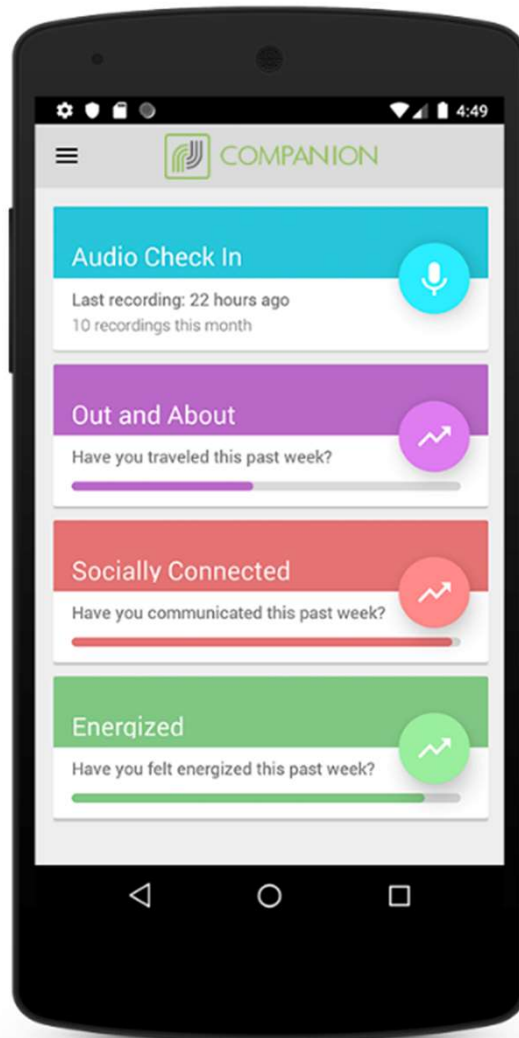 4:49
COMPANION
Audio Check In
Last recording: 22 hours ago
10 recordings this month
Out and About
Have you traveled this past week?
Socially Connected
Have you communicated this past week?
Energized
Have you felt energized this past week?